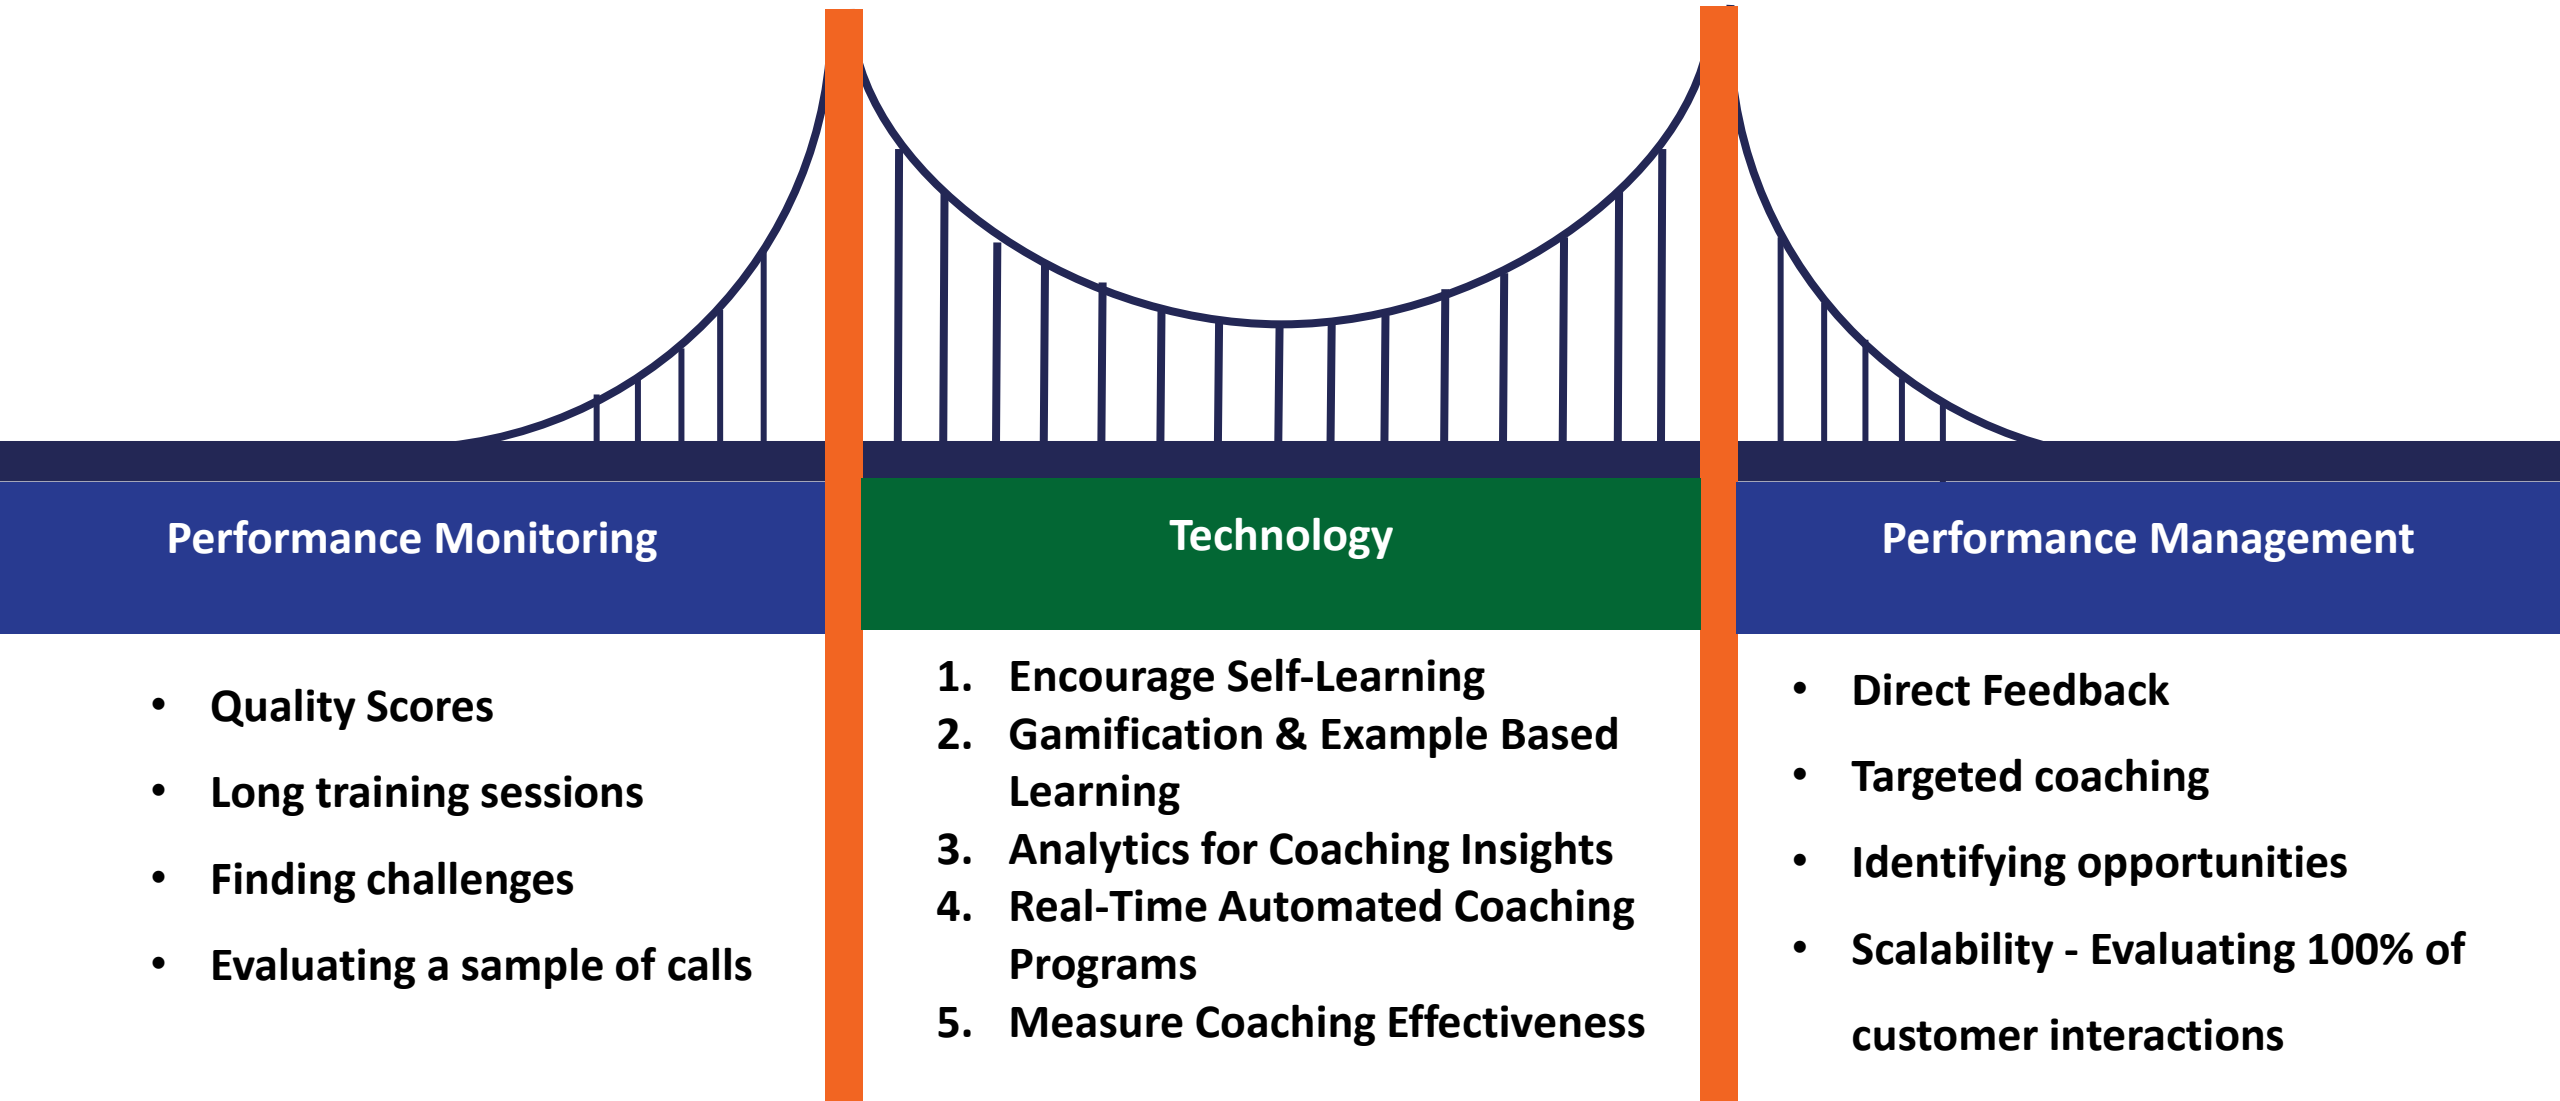 Performance Monitoring
• Quality Scores
• Long training sessions
• Finding challenges
• Evaluating a sample of calls
Technology
1. Encourage Self-Learning
2. Gamification & Example Based
Learning
3. Analytics for Coaching Insights
4. Real-Time Automated Coaching
Programs
5. Measure Coaching Effectiveness
Performance Management
• Direct Feedback
• Targeted coaching
• Identifying opportunities
• Scalability - Evaluating 100% of
customer interactions